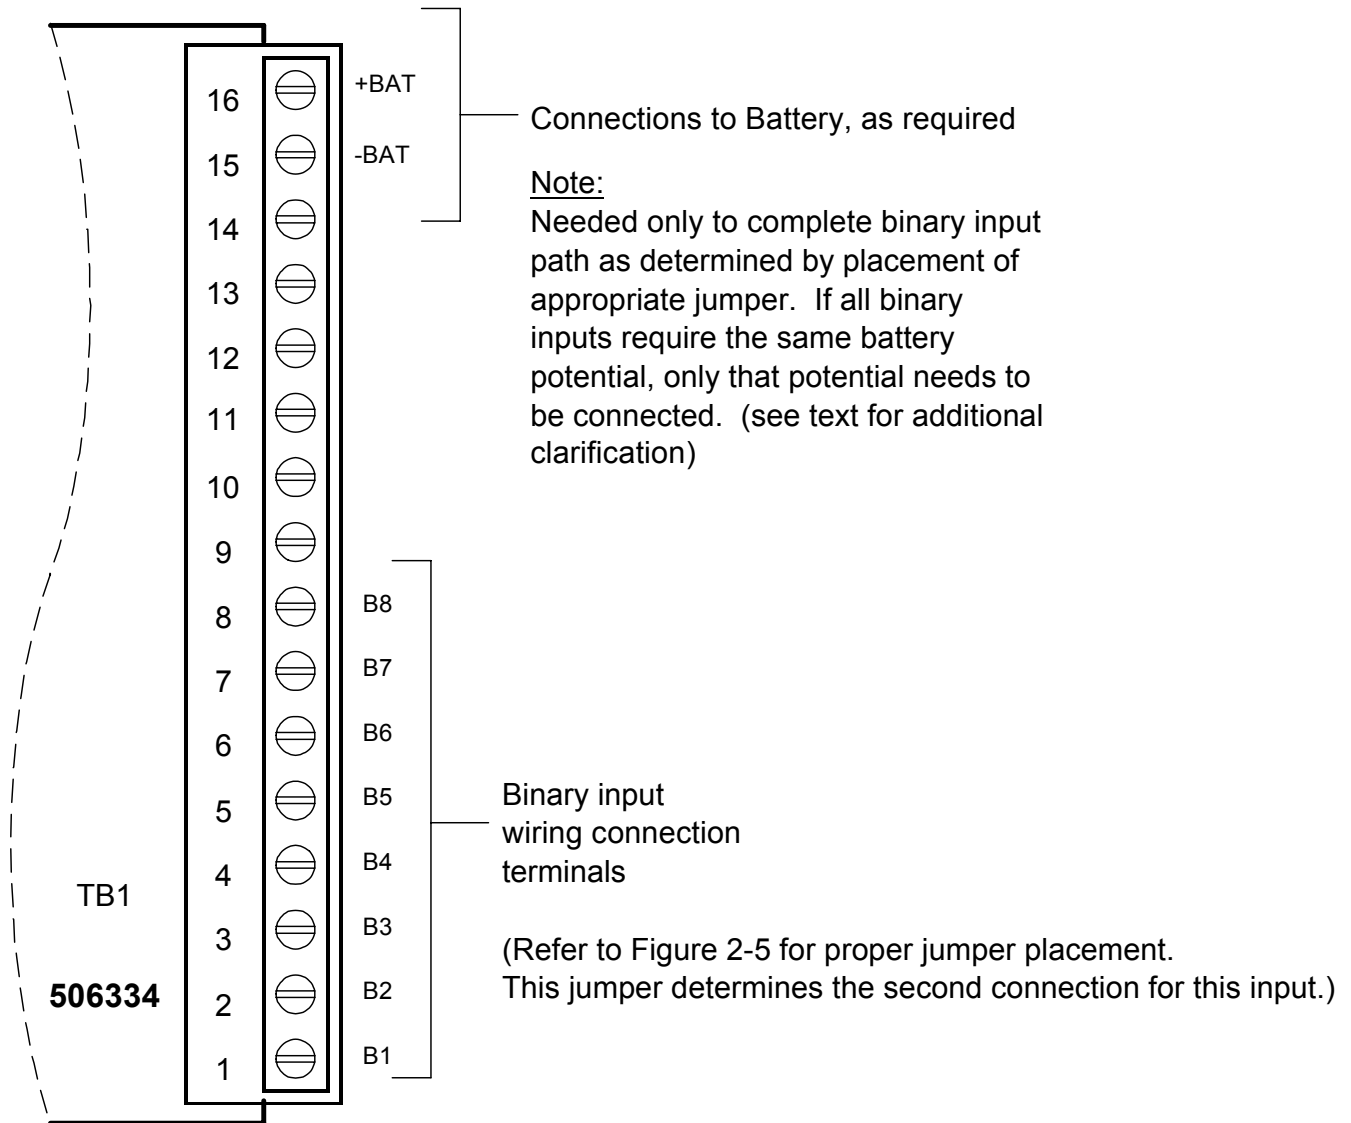 16 +BAT
15 -BAT
14
13
12
11
10
9
8 B8
7 B7
6 B6
5 B5
4 B4
3 B3
2 B2
1 B1
TB1
506334
Connections to Battery, as required
Note:
Needed only to complete binary input
path as determined by placement of
appropriate jumper.  If all binary
inputs require the same battery
potential, only that potential needs to
be connected.  (see text for additional
clarification)
Binary input
wiring connection
terminals
(Refer to Figure 2-5 for proper jumper placement.
This jumper determines the second connection for this input.)